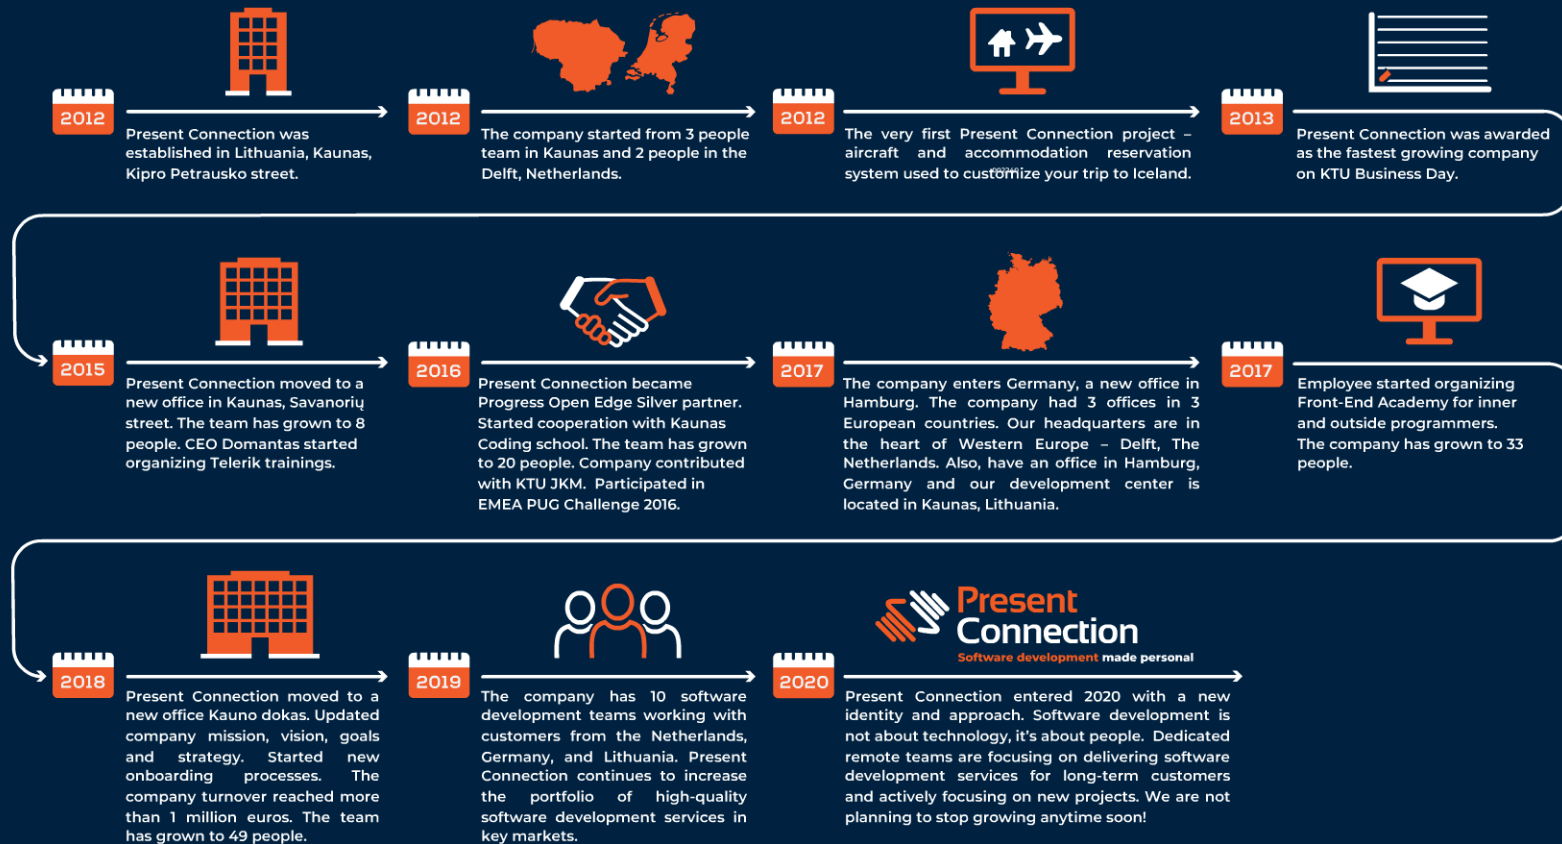 2012
Present Connection was
established in Lithuania, Kaunas,
Kipro Petrausko street.
2012
The company started from 3 people
team in Kaunas and 2 people in the
Delft, Netherlands.
2012
The very first Present Connection project –
aircraft and accommodation reservation
system used to customize your trip to Iceland.
2013
Present Connection was awarded
as the fastest growing company
on KTU Business Day.
2015
Present Connection moved to a
new office in Kaunas, Savanorių
street. The team has grown to 8
people. CEO Domantas started
organizing Telerik trainings.
2016
Present Connection became
Progress Open Edge Silver partner.
Started cooperation with Kaunas
Coding school. The team has grown
to 20 people. Company contributed
with KTU JKM. Participated in
EMEA PUG Challenge 2016.
2017
The company enters Germany, a new office in
Hamburg. The company had 3 offices in 3
European countries. Our headquarters are in
the heart of Western Europe – Delft, The
Netherlands. Also, have an office in Hamburg,
Germany and our development center is
located in Kaunas, Lithuania.
2017
Employee started organizing
Front-End Academy for inner
and outside programmers.
The company has grown to 33
people.
2018
Present Connection moved to a
new office Kauno dokas. Updated
company mission, vision, goals
and strategy. Started new
onboarding processes. The
company turnover reached more
than 1 million euros. The team
has grown to 49 people.
2019
The company has 10 software
development teams working with
customers from the Netherlands,
Germany, and Lithuania. Present
Connection continues to increase
the portfolio of high-quality
software development services in
key markets.
Present
Connection
Software development made personal
2020
Present Connection entered 2020 with a new
identity and approach. Software development is
not about technology, it's about people. Dedicated
remote teams are focusing on delivering software
development services for long-term customers
and actively focusing on new projects. We are not
planning to stop growing anytime soon!